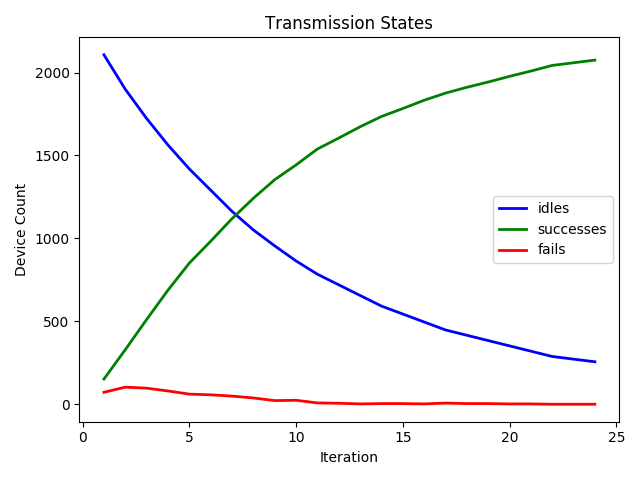 Transmission States
Device Count
2000
1500
1000
500
0
idles
successes
fails
0 5 10 15 20 25
Iteration